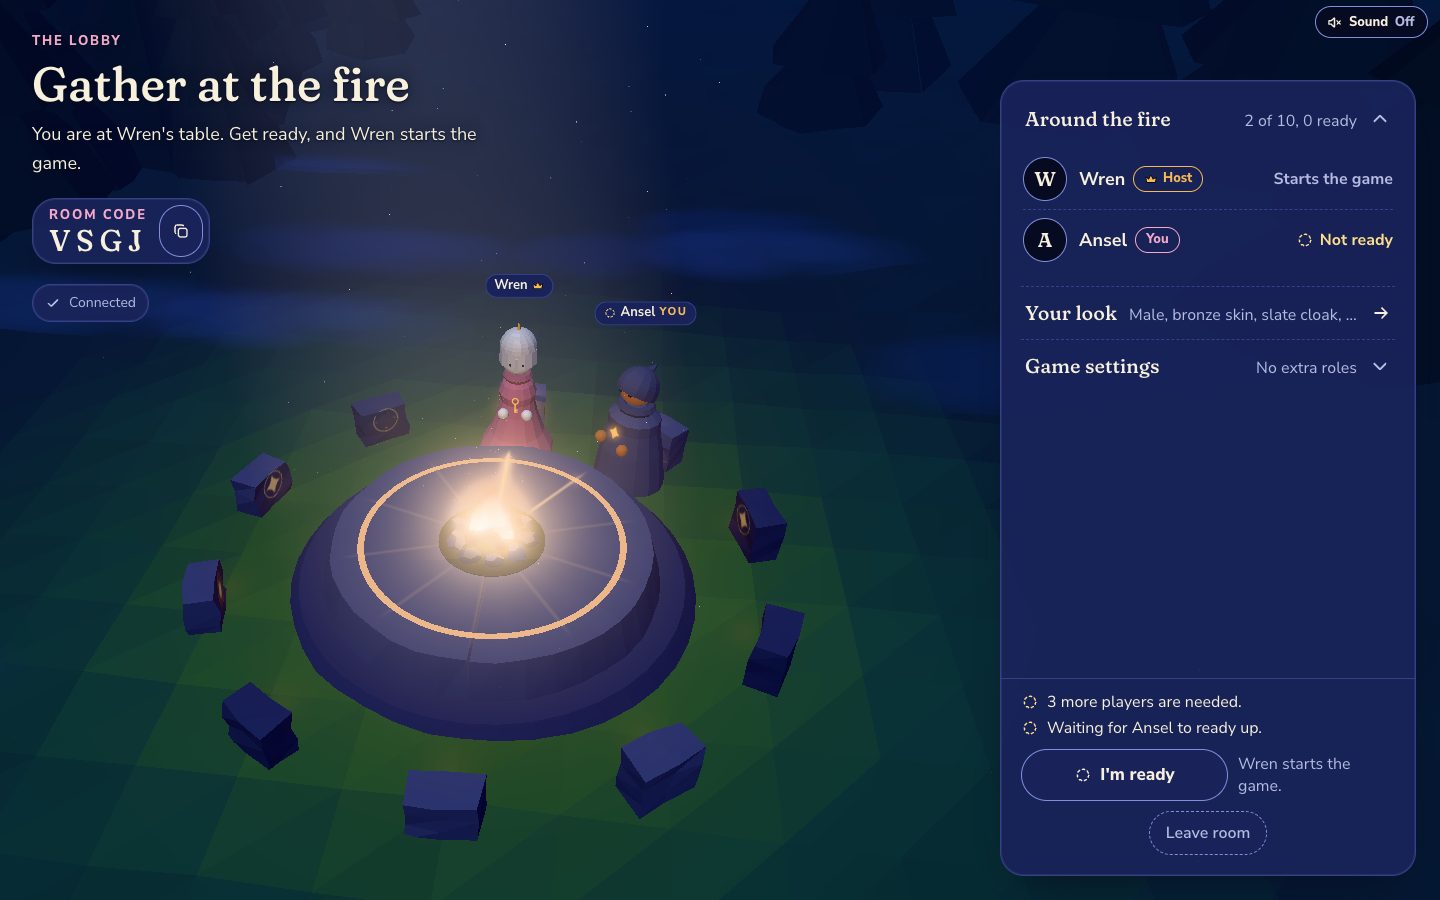 THE LOBBY
Gather at the fire
You are at Wren's table. Get ready, and Wren starts the
game.
ROOM CODE
VSGJ
Connected
Sound Off
Wren
Ansel YOU
Around the fire 2 of 10, 0 ready
W Wren Host Starts the game
A Ansel You Not ready
Your look Male, bronze skin, slate cloak, ...
Game settings No extra roles
3 more players are needed.
Waiting for Ansel to ready up.
I'm ready
Wren starts the
game.
Leave room